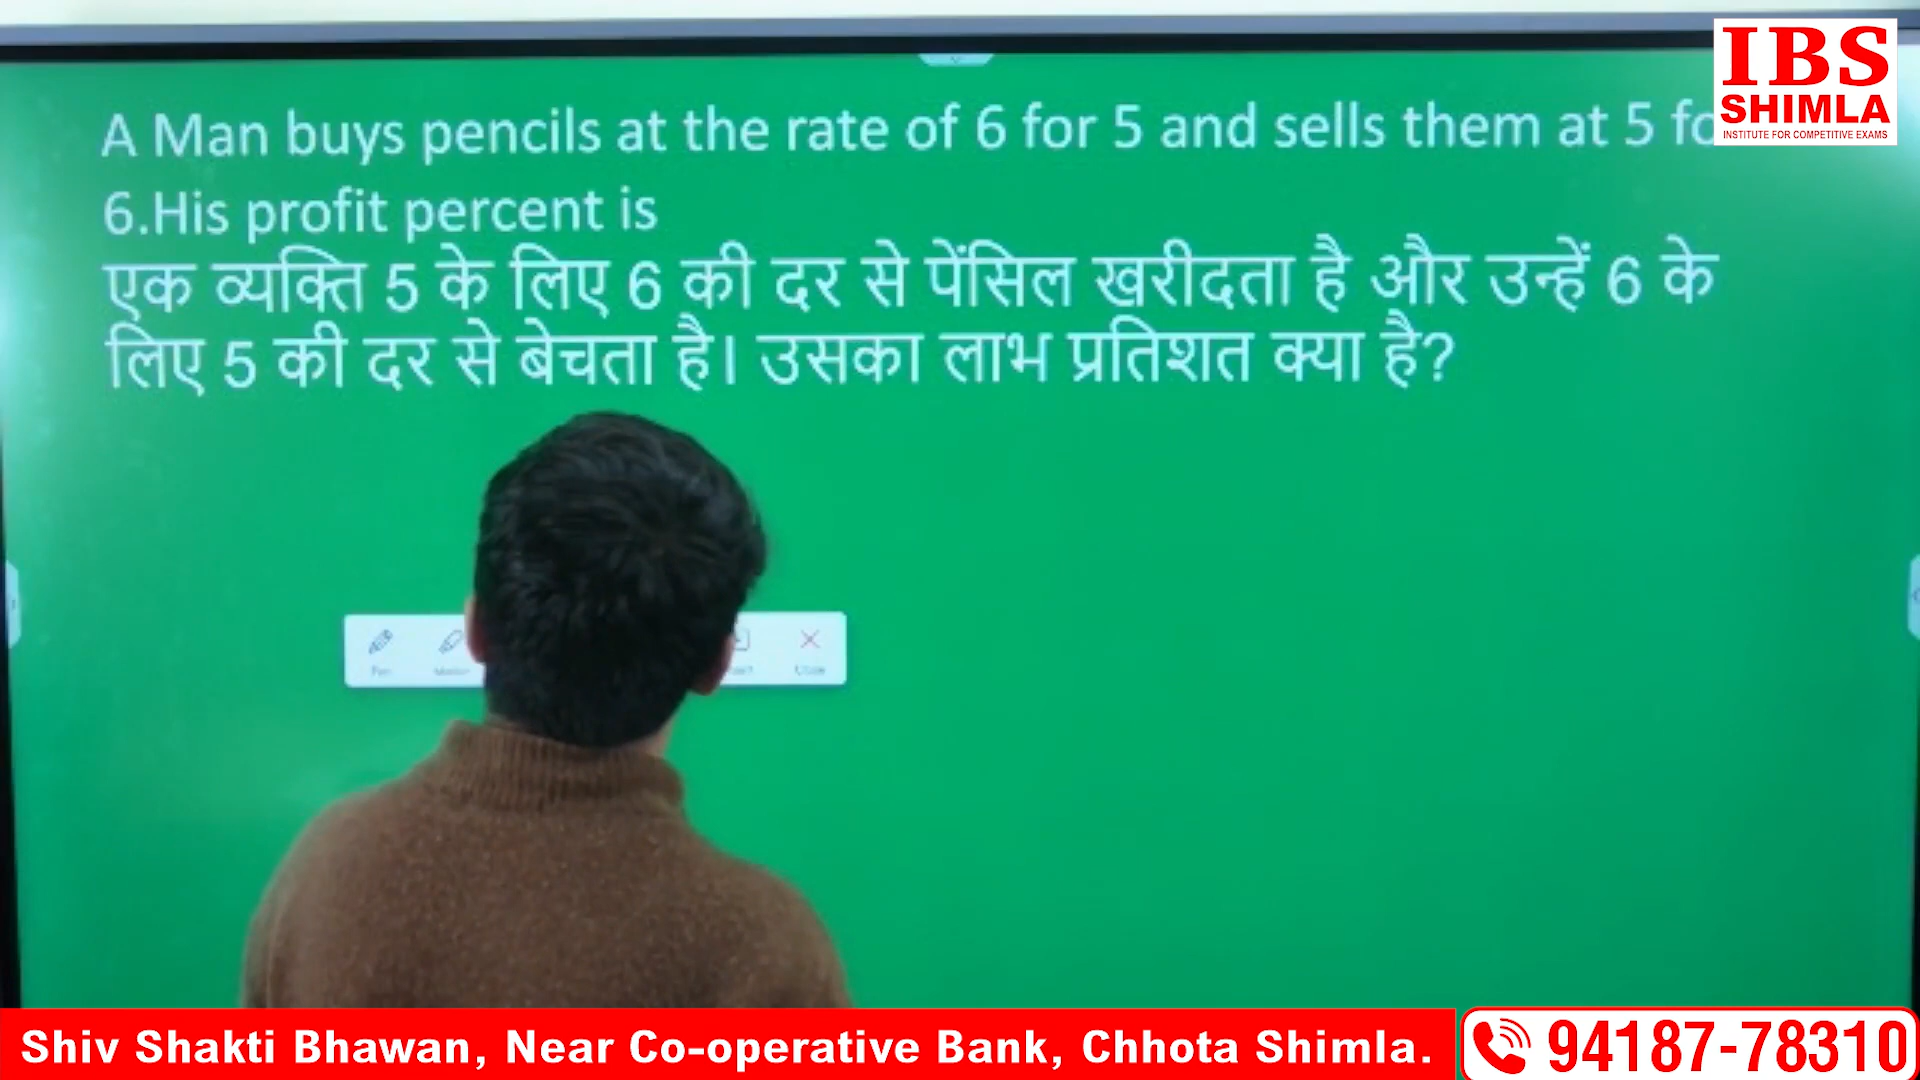 IBS
SHIMLA
INSTITUTE FOR COMPETITIVE EXAMS
A Man buys pencils at the rate of 6 for 5 and sells them at 5
6.His profit percent is
एक व्यक्ति 5 के लिए 6 की दर से पेंसिल खरीदता है और उन्हें 6 के
लिए 5 की दर से बेचता है। उसका लाभ प्रतिशत क्या है?
Pen
Close
Shiv Shakti Bhawan, Near Co-operative Bank, Chhota Shimla.
94187-78310